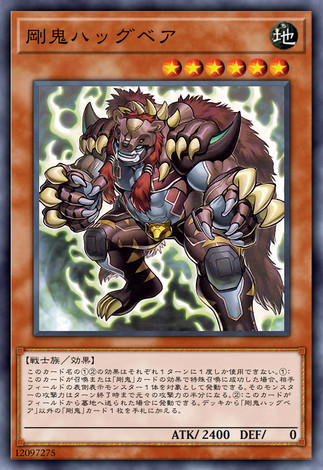 剛鬼ハッグベア
地
【戦士族／効果】
このカード名の①②の効果はそれぞれ１ターンに１度しか使用できない。①：
このカードが召喚または「剛鬼」カードの効果で特殊召喚に成功した場合、相手
フィールドの表側表示モンスター１体を対象として発動できる。そのモンスター
の攻撃力はターン終了時まで元々の攻撃力の半分になる。②：このカードが
フィールドから墓地へ送られた場合に発動できる。デッキから「剛鬼ハッグベ
ア」以外の「剛鬼」カード１枚を手札に加える。
ATK/ 2400 DEF/ 0
12097275